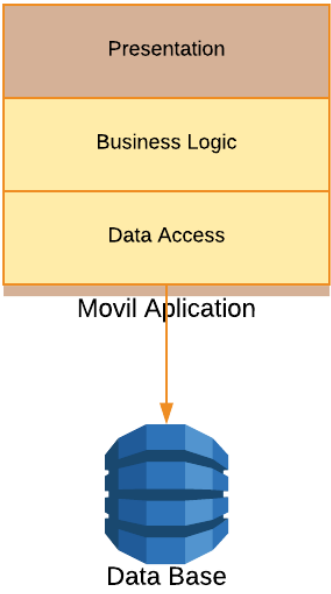 Presentation
Business Logic
Data Access
Movil Aplication
Data Base